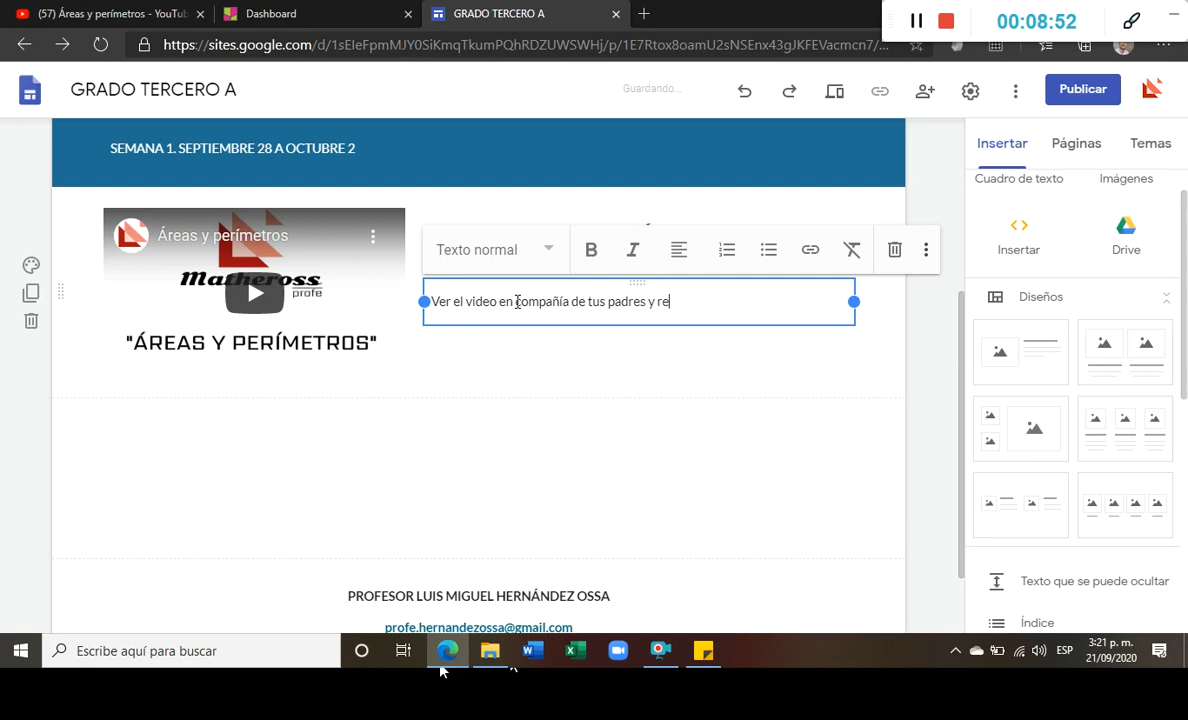 (57) Áreas y perímetros - YouTu
Dashboard
GRADO TERCERO A
00:08:52
https://sites.google.com/d/1sEleFpmMJY0SiKmqTkumPQhRDZUWSWHj/p/1E7Rtox8oamU2sNSEnx43gJKFEVacmcn7/...
GRADO TERCERO A
Guardando...
Publicar
SEMANA 1. SEPTIEMBRE 28 A OCTUBRE 2
Insertar
Páginas
Temas
Cuadro de texto
Imágenes
Áreas y perímetros
Matheross
profe
"ÁREAS Y PERÍMETROS"
Texto normal
B I
Ver el video en compañía de tus padres y re
Insertar
Drive
Diseños
Texto que se puede ocultar
Índice
PROFESOR LUIS MIGUEL HERNÁNDEZ OSSA
profe.hernandezossa@gmail.com
Escribe aquí para buscar
ESP
3:21 p. m.
21/09/2020